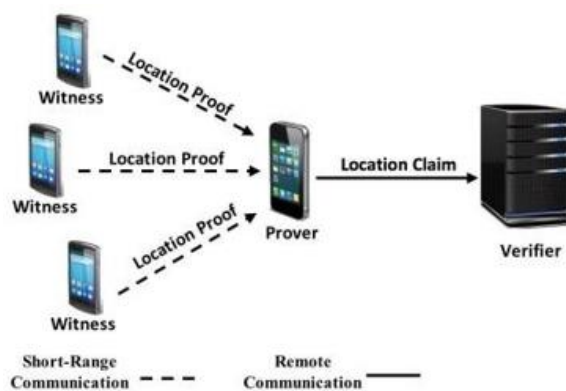 Witness
Location Proof
Witness
Location Proof
Witness
Location Proof
Prover
Location Claim
Verifier
Short-Range
Communication
Remote
Communication